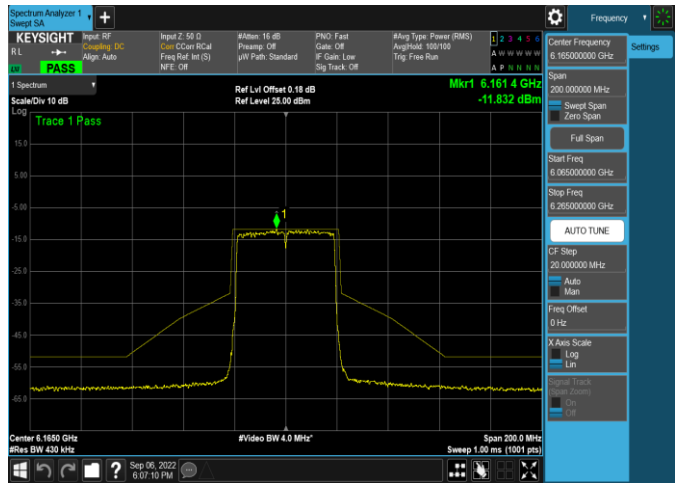 Spectrum Analyzer 1
Swept SA
Frequency
KEYSIGHT
RL
PASS
Input: RF
Coupling: DC
Align: Auto
Input Z: 50 Ω
Corr CCorr RCal
Freq Ref: Int (S)
NFE: Off
#Atten: 16 dB
Preamp: Off
µW Path: Standard
PNO: Fast
Gate: Off
IF Gain: Low
Sig Track: Off
#Avg Type: Power (RMS)
Avg|Hold: 100/100
Trig: Free Run
1 2 3 4 5 6
A W W W W W
A P N N N N
1 Spectrum
Scale/Div 10 dB
Log
Ref Lvl Offset 0.18 dB
Ref Level 25.00 dBm
Mkr1 6.161 4 GHz
-11.832 dBm
Trace 1 Pass
15.0
5.00
-5.00
-15.0
-25.0
-35.0
-45.0
-55.0
-65.0
1
Center 6.1650 GHz
#Res BW 430 kHz
#Video BW 4.0 MHz*
Span 200.0 MHz
Sweep 1.00 ms (1001 pts)
Sep 06, 2022
6:07:10 PM
Settings
Center Frequency
6.165000000 GHz
Span
200.000000 MHz
Swept Span
Zero Span
Full Span
Start Freq
6.065000000 GHz
Stop Freq
6.265000000 GHz
AUTO TUNE
CF Step
20.000000 MHz
Auto
Man
Freq Offset
0 Hz
X Axis Scale
Log
Lin
Signal Track
(Span Zoom)
On
Off